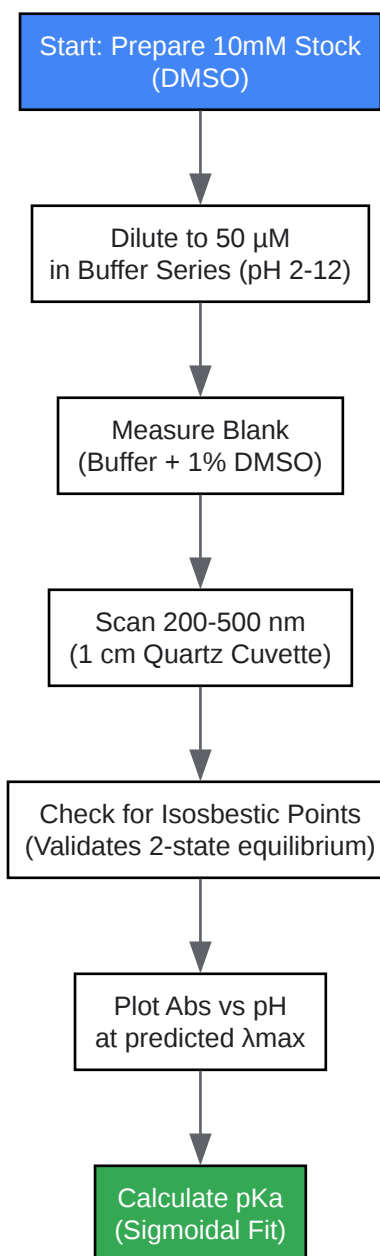 Start: Prepare 10mM Stock
(DMSO)
Dilute to 50 µM
in Buffer Series (pH 2-12)
Measure Blank
(Buffer + 1% DMSO)
Scan 200-500 nm
(1 cm Quartz Cuvette)
Check for Isosbestic Points
(Validates 2-state equilibrium)
Plot Abs vs pH
at predicted λmax
Calculate pKa
(Sigmoidal Fit)